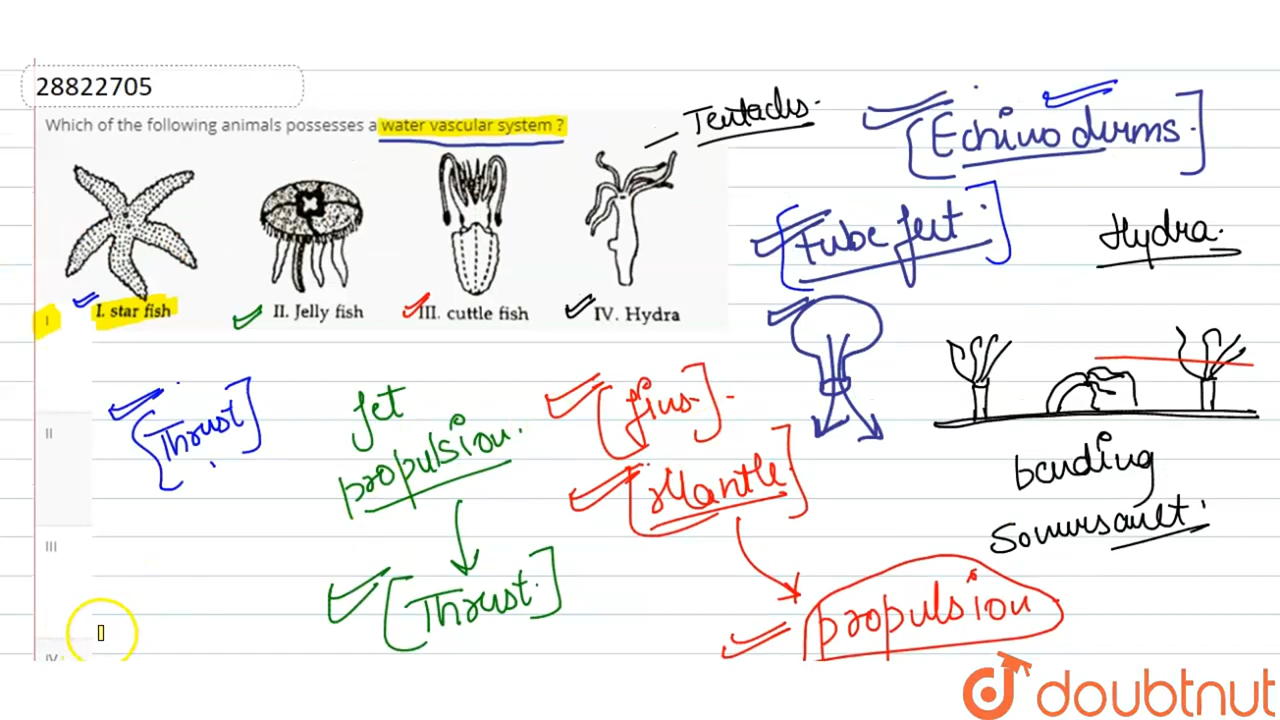 28822705
Which of the following animals possesses a water vascular system ?
I. star fish
II. Jelly fish
III. cuttle fish
IV. Hydra
I
II
III
IV
Tentacles.
[Echinoderms.]
[Tube feet.]
Hydra.
[Thrust]
Jet
propulsion.
[Thrust.]
[fins.]
[Mantle]
propulsion
bending
Somersault.
doubtnut